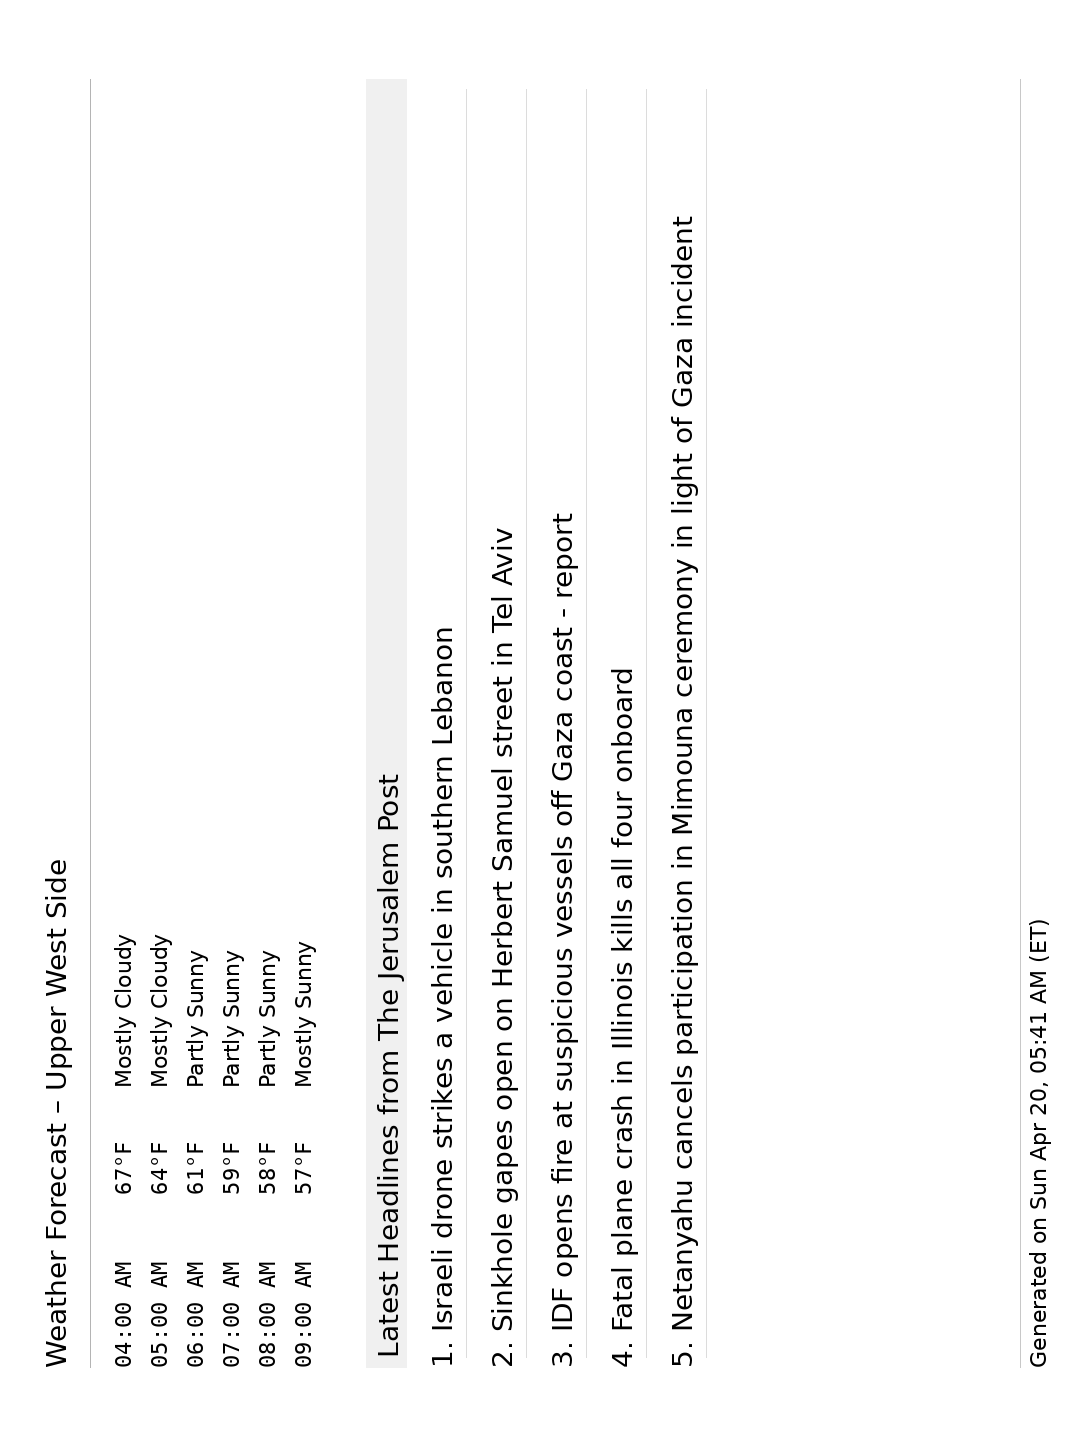 Weather Forecast – Upper West Side
04:00 AM 67°F Mostly Cloudy
05:00 AM 64°F Mostly Cloudy
06:00 AM 61°F Partly Sunny
07:00 AM 59°F Partly Sunny
08:00 AM 58°F Partly Sunny
09:00 AM 57°F Mostly Sunny
Latest Headlines from The Jerusalem Post
1. Israeli drone strikes a vehicle in southern Lebanon
2. Sinkhole gapes open on Herbert Samuel street in Tel Aviv
3. IDF opens fire at suspicious vessels off Gaza coast - report
4. Fatal plane crash in Illinois kills all four onboard
5. Netanyahu cancels participation in Mimouna ceremony in light of Gaza incident
Generated on Sun Apr 20, 05:41 AM (ET)